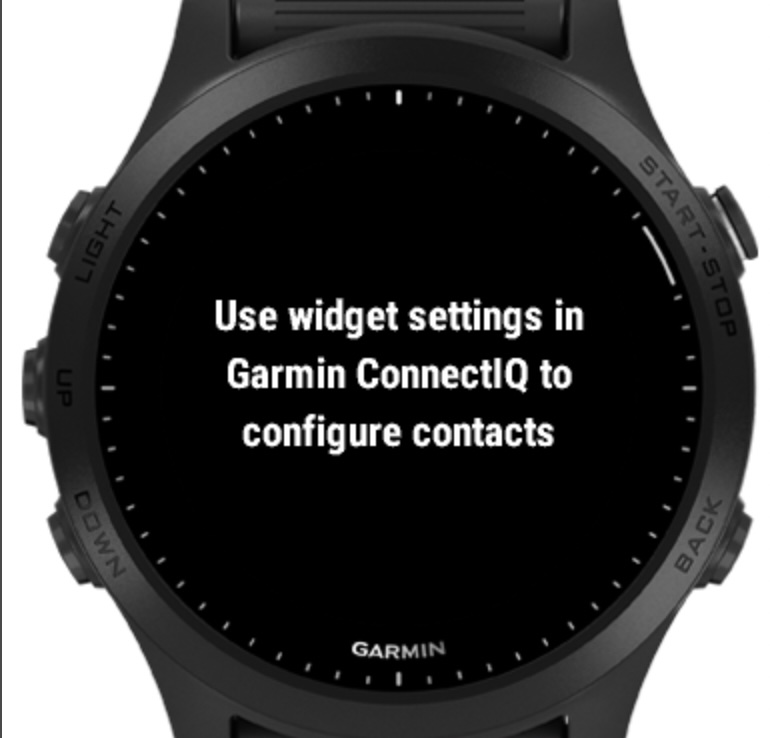 START·STOP
LIGHT
Use widget settings in
Garmin ConnectIQ to
configure contacts
UP
DOWN
BACK
GARMIN